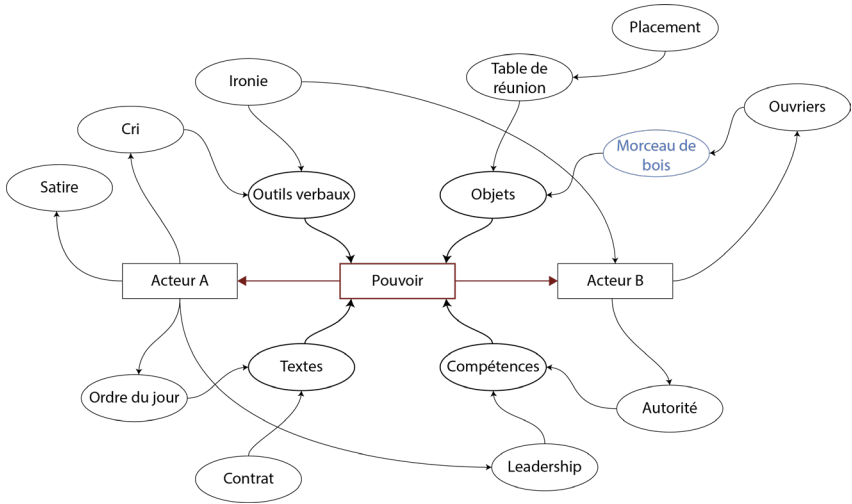 Placement
Table de
réunion
Ironie
Ouvriers
Cri
Morceau de
bois
Satire
Outils verbaux
Objets
Acteur A
Pouvoir
Acteur B
Textes
Compétences
Ordre du jour
Autorité
Contrat
Leadership